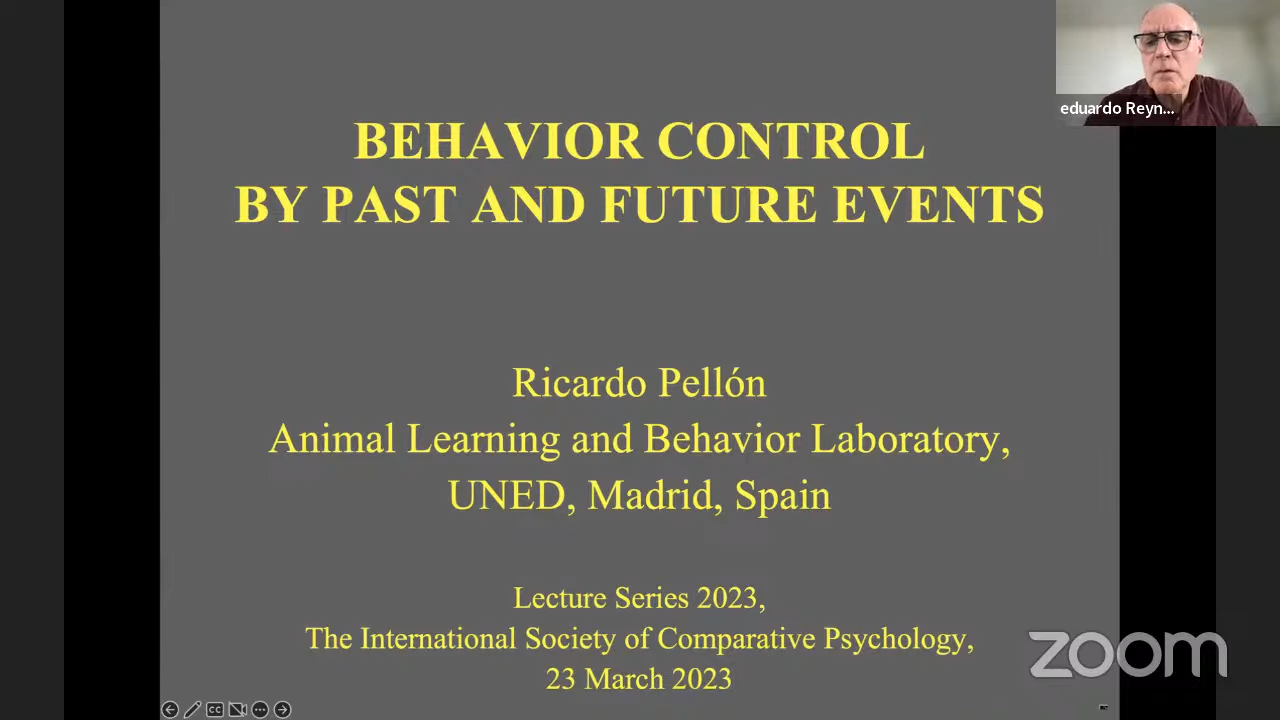 BEHAVIOR CONTROL
BY PAST AND FUTURE EVENTS
Ricardo Pellón
Animal Learning and Behavior Laboratory,
UNED, Madrid, Spain
Lecture Series 2023,
The International Society of Comparative Psychology,
23 March 2023
eduardo Reyn...
zoom
CC